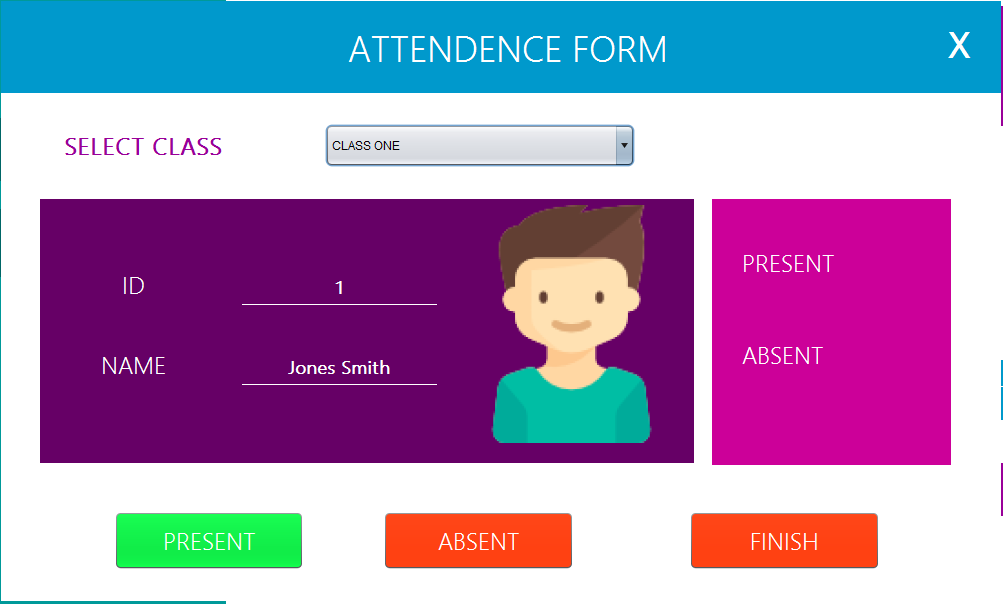 ATTENDENCE FORM
X
SELECT CLASS
CLASS ONE
ID
1
NAME
Jones Smith
PRESENT
ABSENT
PRESENT
ABSENT
FINISH